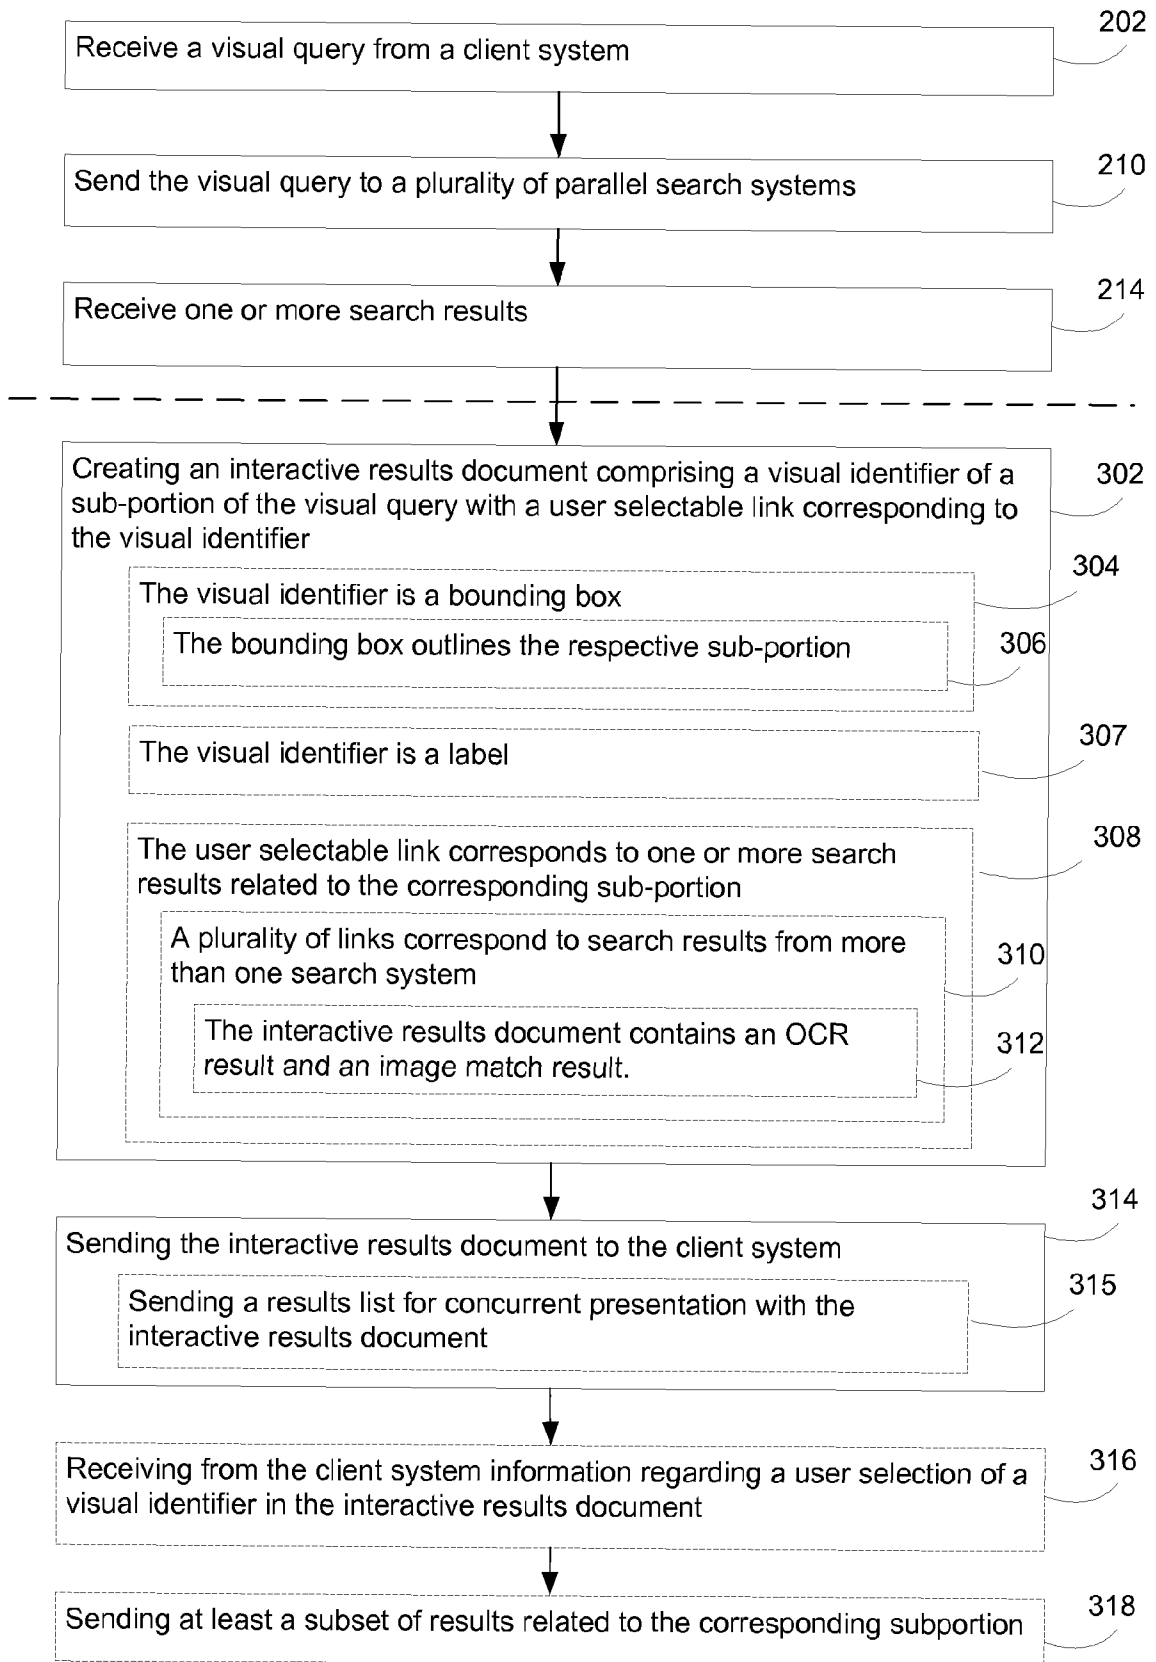 202
Receive a visual query from a client system
210
Send the visual query to a plurality of parallel search systems
214
Receive one or more search results
302
Creating an interactive results document comprising a visual identifier of a
sub-portion of the visual query with a user selectable link corresponding to
the visual identifier
304
The visual identifier is a bounding box
306
The bounding box outlines the respective sub-portion
307
The visual identifier is a label
308
The user selectable link corresponds to one or more search
results related to the corresponding sub-portion
310
A plurality of links correspond to search results from more
than one search system
312
The interactive results document contains an OCR
result and an image match result.
314
Sending the interactive results document to the client system
315
Sending a results list for concurrent presentation with the
interactive results document
316
Receiving from the client system information regarding a user selection of a
visual identifier in the interactive results document
318
Sending at least a subset of results related to the corresponding subportion